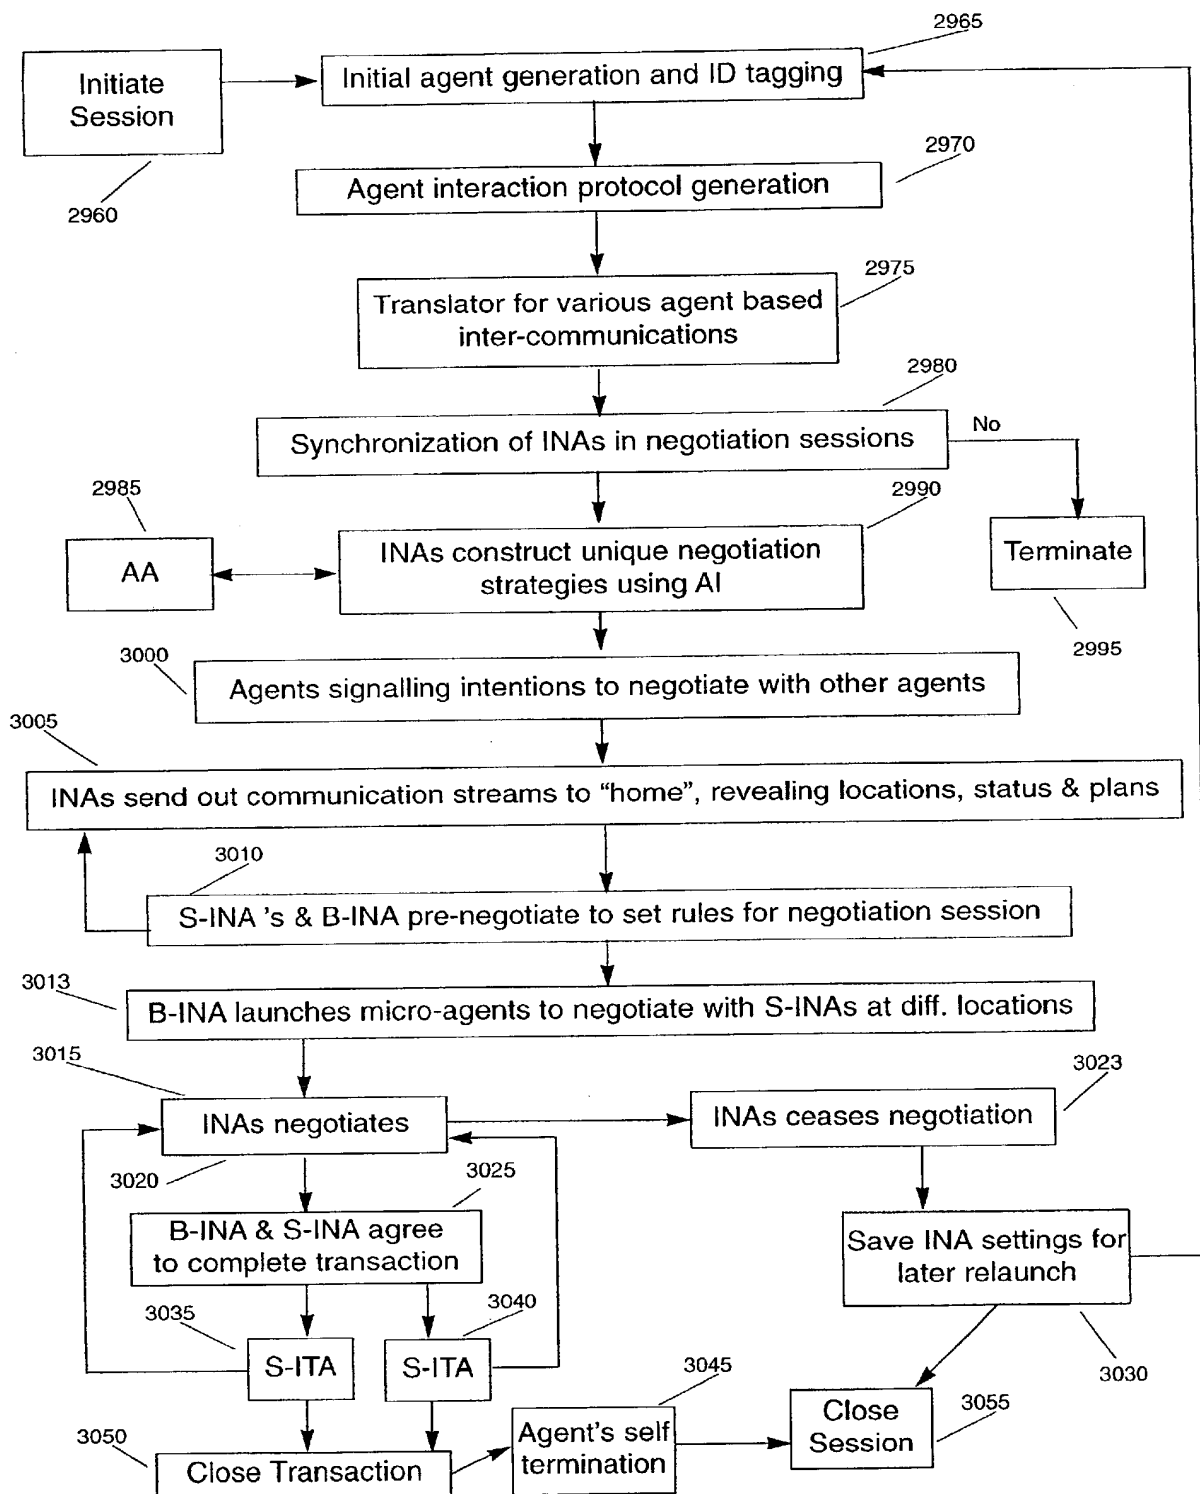 2965
Initiate
Session
Initial agent generation and ID tagging
2960
2970
Agent interaction protocol generation
2975
Translator for various agent based
inter-communications
2980
Synchronization of INAs in negotiation sessions
No
2985
2990
AA
INAs construct unique negotiation
strategies using AI
Terminate
2995
3000
Agents signalling intentions to negotiate with other agents
3005
INAs send out communication streams to “home”, revealing locations, status & plans
3010
S-INA 's & B-INA pre-negotiate to set rules for negotiation session
3013
B-INA launches micro-agents to negotiate with S-INAs at diff. locations
3015
INAs negotiates
3023
INAs ceases negotiation
3020
3025
B-INA & S-INA agree
to complete transaction
Save INA settings for
later relaunch
3030
3035
S-ITA
3040
S-ITA
3045
Agent's self
termination
3050
Close Transaction
Close
Session
3055